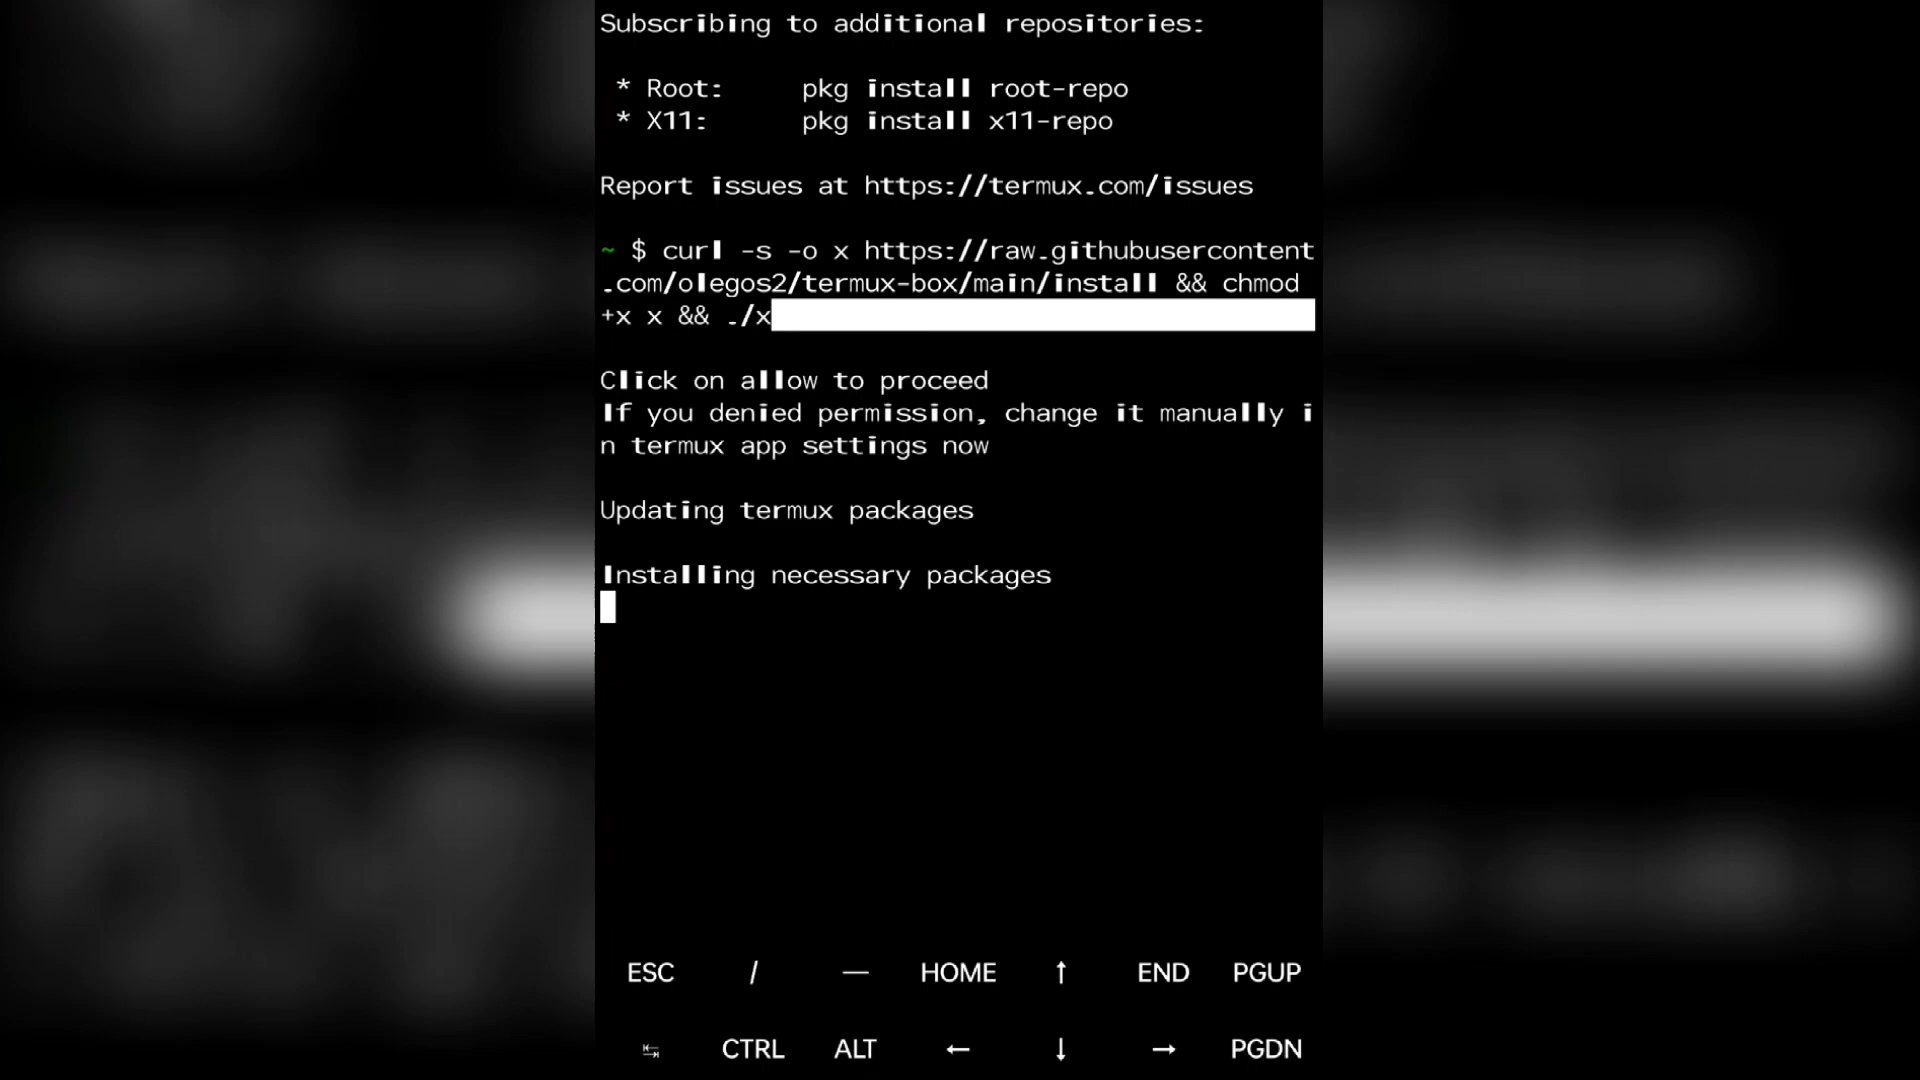 Subscribing to additional repositories:
* Root:     pkg install root-repo
* X11:      pkg install x11-repo
Report issues at https://termux.com/issues
~ $ curl -s -o x https://raw.githubusercontent
.com/olegos2/termux-box/main/install && chmod
+x x && ./x
Click on allow to proceed
If you denied permission, change it manually i
n termux app settings now
Updating termux packages
Installing necessary packages
ESC / — HOME ↑ END PGUP
↹ CTRL ALT ← ↓ → PGDN